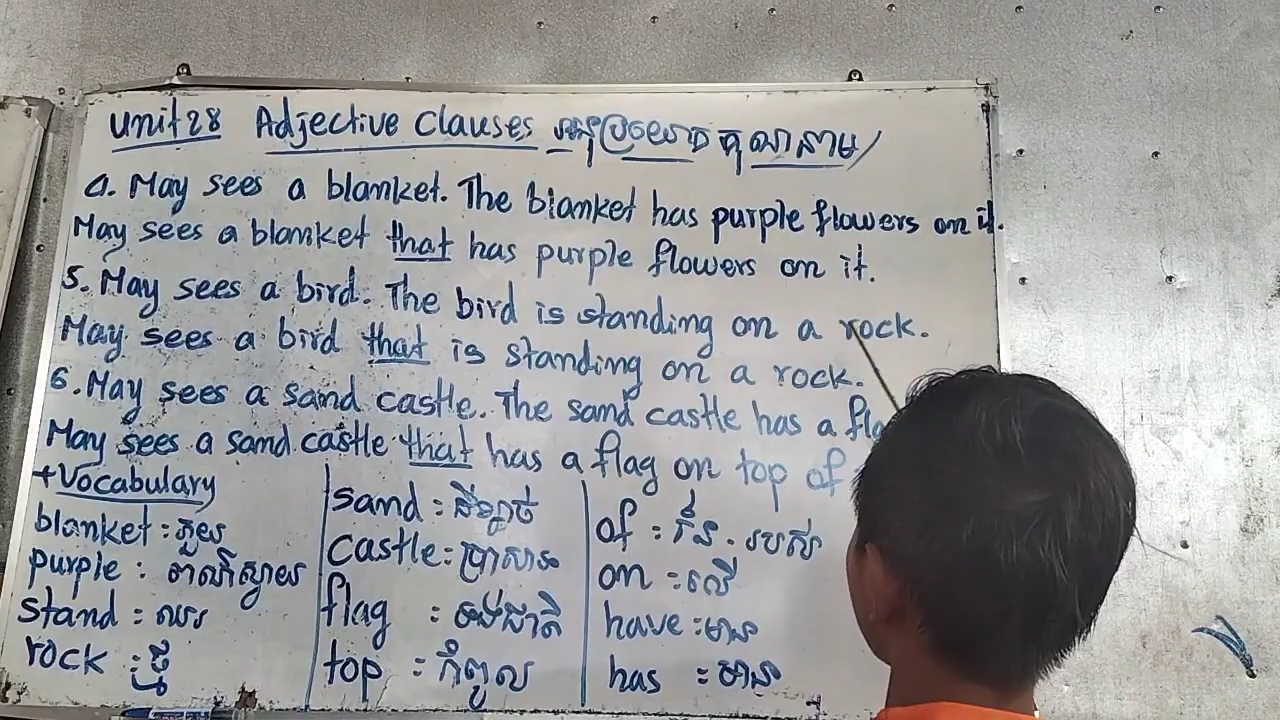 Unit 28 Adjective Clauses អនុប្រយោគគុណនាម/
4. May sees a blanket. The blanket has purple flowers on it.
May sees a blanket that has purple flowers on it.
5. May sees a bird. The bird is standing on a rock.
May sees a bird that is standing on a rock.
6. May sees a sand castle. The sand castle has a
May sees a sand castle that has a flag on top of
+Vocabulary
blanket : ភួយ
purple : ពណ៌ស្វាយ
stand : ឈរ
rock : ថ្ម
sand : ដីខ្សាច់
Castle : ប្រាសាទ
flag : ទង់ជាតិ
top : កំពូល
of : នៃ . របស់
on : លើ
have : មាន
has : មាន